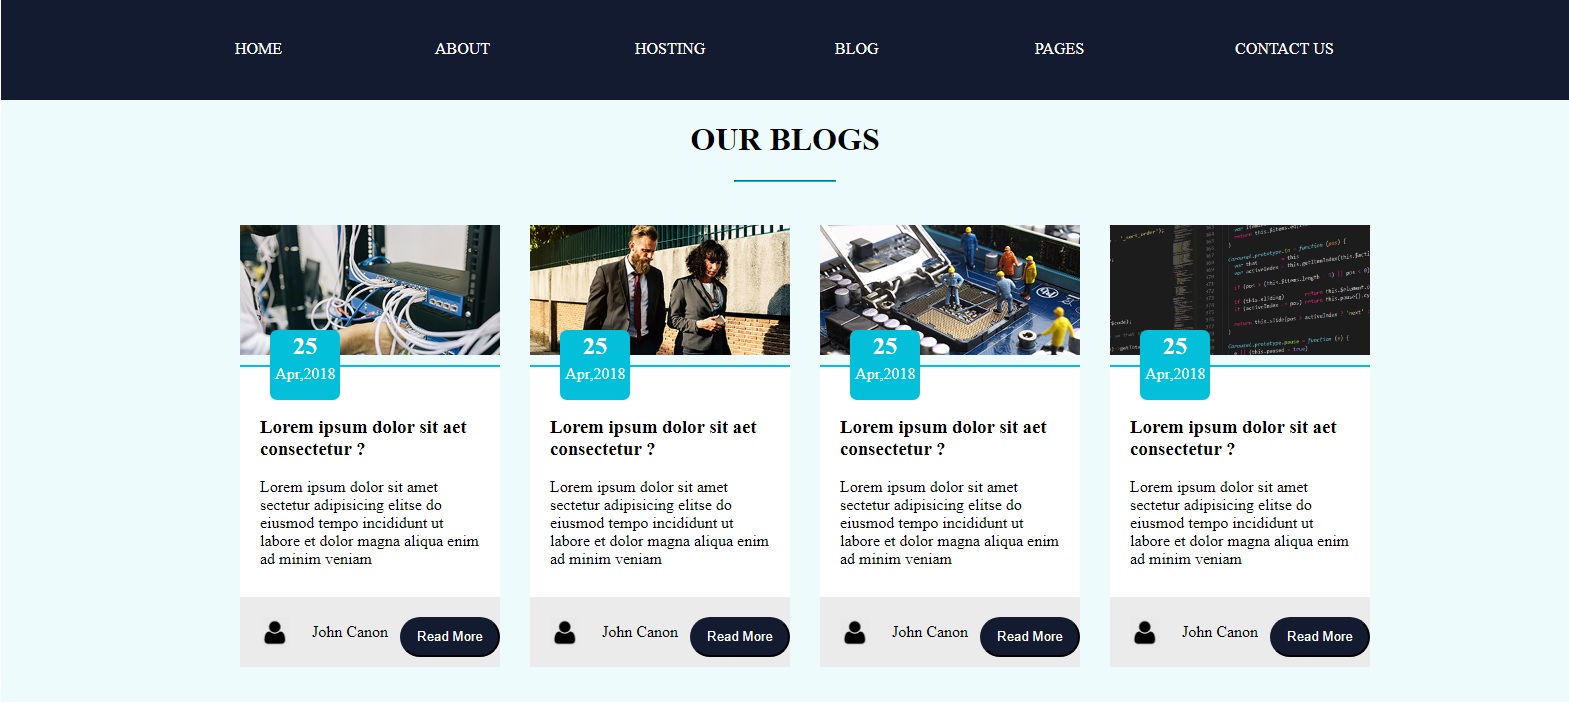 HOME ABOUT HOSTING BLOG PAGES CONTACT US
OUR BLOGS
25
Apr,2018
Lorem ipsum dolor sit aet
consectetur ?
Lorem ipsum dolor sit amet
sectetur adipisicing elitse do
eiusmod tempo incididunt ut
labore et dolor magna aliqua enim
ad minim veniam
John Canon Read More
25
Apr,2018
Lorem ipsum dolor sit aet
consectetur ?
Lorem ipsum dolor sit amet
sectetur adipisicing elitse do
eiusmod tempo incididunt ut
labore et dolor magna aliqua enim
ad minim veniam
John Canon Read More
25
Apr,2018
Lorem ipsum dolor sit aet
consectetur ?
Lorem ipsum dolor sit amet
sectetur adipisicing elitse do
eiusmod tempo incididunt ut
labore et dolor magna aliqua enim
ad minim veniam
John Canon Read More
25
Apr,2018
Lorem ipsum dolor sit aet
consectetur ?
Lorem ipsum dolor sit amet
sectetur adipisicing elitse do
eiusmod tempo incididunt ut
labore et dolor magna aliqua enim
ad minim veniam
John Canon Read More